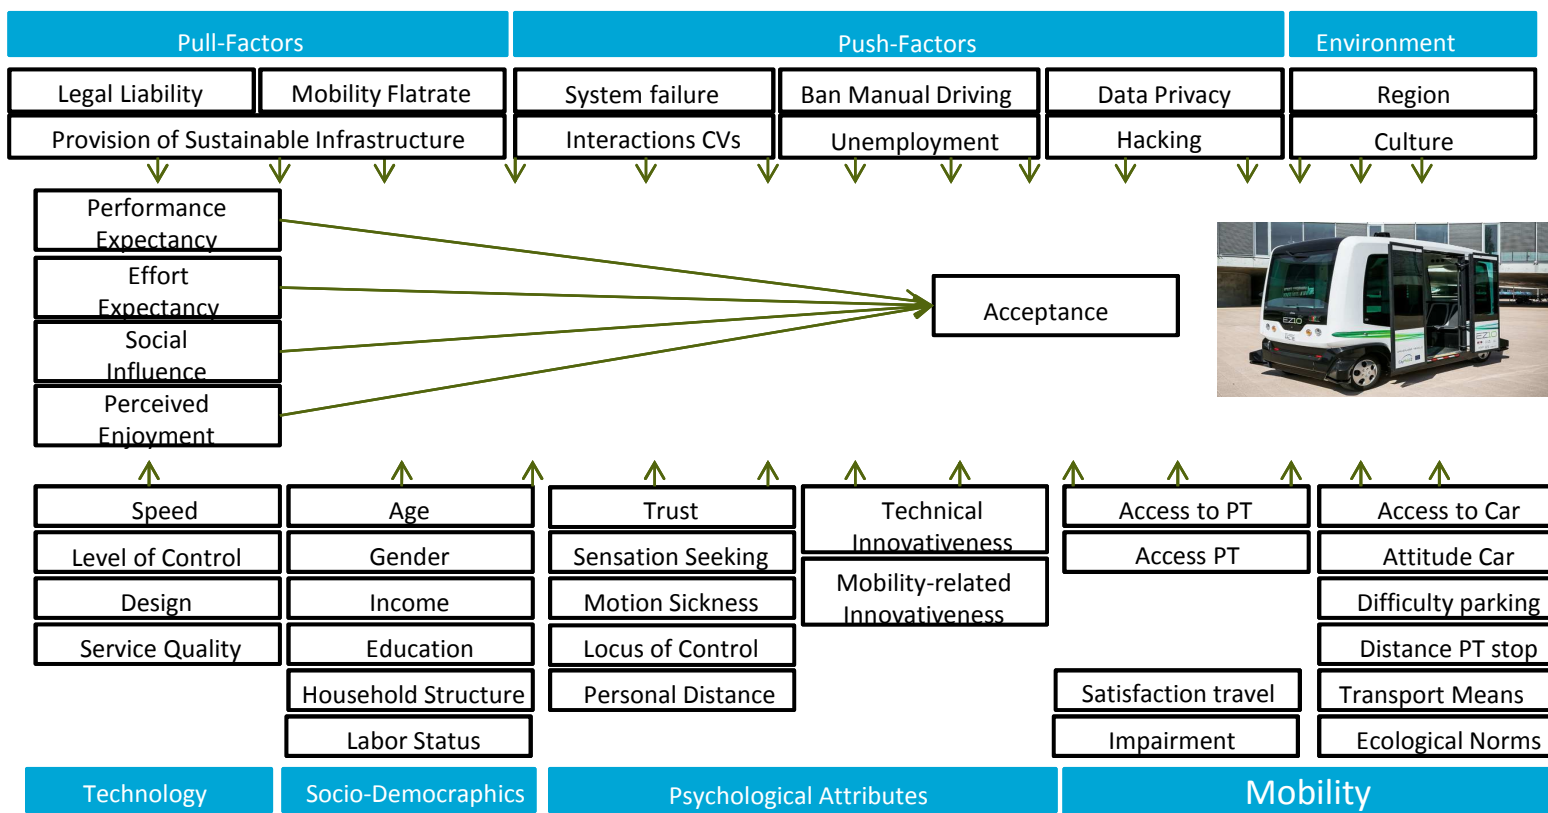 Pull-Factors
Push-Factors
Environment
Legal Liability
Mobility Flatrate
System failure
Ban Manual Driving
Data Privacy
Region
Provision of Sustainable Infrastructure
Interactions CVs
Unemployment
Hacking
Culture
Performance
Expectancy
Effort
Expectancy
Social
Influence
Perceived
Enjoyment
Acceptance
EZ10
EZ10
Speed
Age
Trust
Technical
Innovativeness
Access to PT
Access to Car
Level of Control
Gender
Sensation Seeking
Access PT
Attitude Car
Design
Income
Motion Sickness
Mobility-related
Innovativeness
Difficulty parking
Service Quality
Education
Locus of Control
Distance PT stop
Household Structure
Personal Distance
Satisfaction travel
Transport Means
Labor Status
Impairment
Ecological Norms
Technology
Socio-Democraphics
Psychological Attributes
Mobility